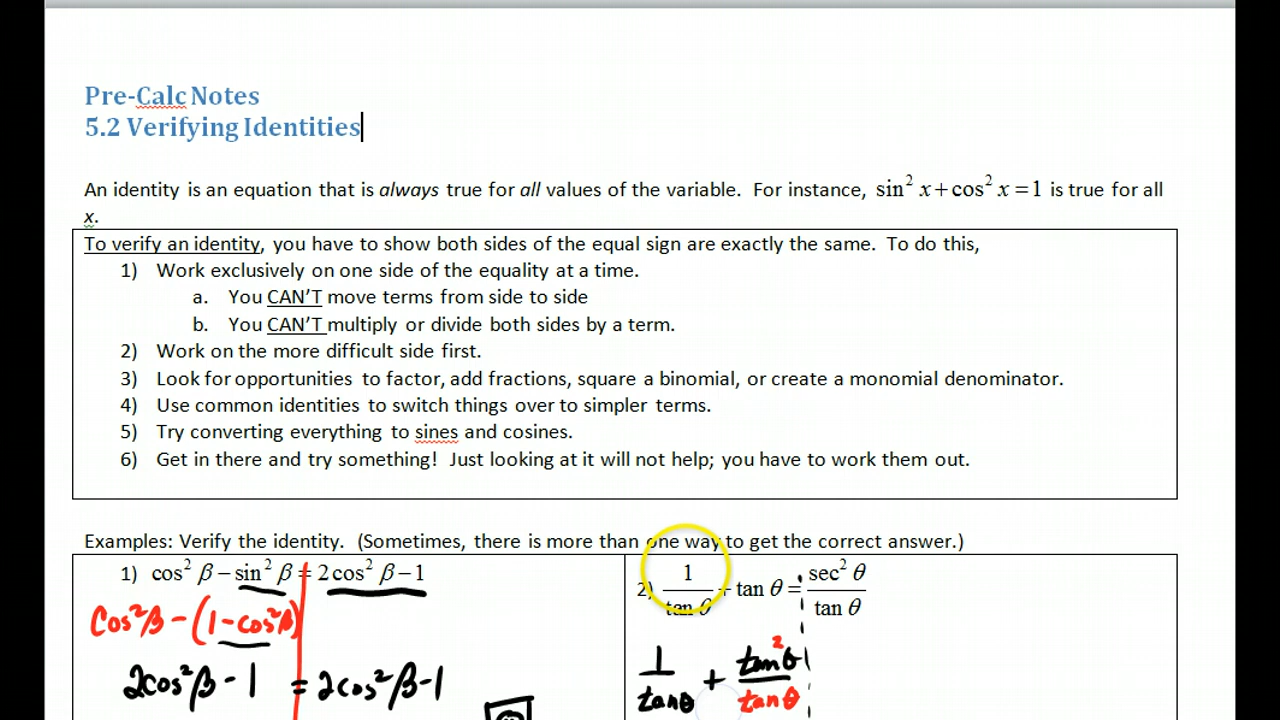 Pre-Calc Notes
5.2 Verifying Identities
An identity is an equation that is always true for all values of the variable. For instance, sin² x + cos² x = 1 is true for all
x.
To verify an identity, you have to show both sides of the equal sign are exactly the same. To do this,
1) Work exclusively on one side of the equality at a time.
a. You CAN'T move terms from side to side
b. You CAN'T multiply or divide both sides by a term.
2) Work on the more difficult side first.
3) Look for opportunities to factor, add fractions, square a binomial, or create a monomial denominator.
4) Use common identities to switch things over to simpler terms.
5) Try converting everything to sines and cosines.
6) Get in there and try something! Just looking at it will not help; you have to work them out.
Examples: Verify the identity. (Sometimes, there is more than one way to get the correct answer.)
1) cos² β − sin² β = 2cos² β − 1
cos²β − (1 − cos²β)
2cos²β − 1 = 2cos²β − 1
2) 1/tan θ + tan θ = sec² θ/tan θ
1/tanθ + tan²θ/tanθ